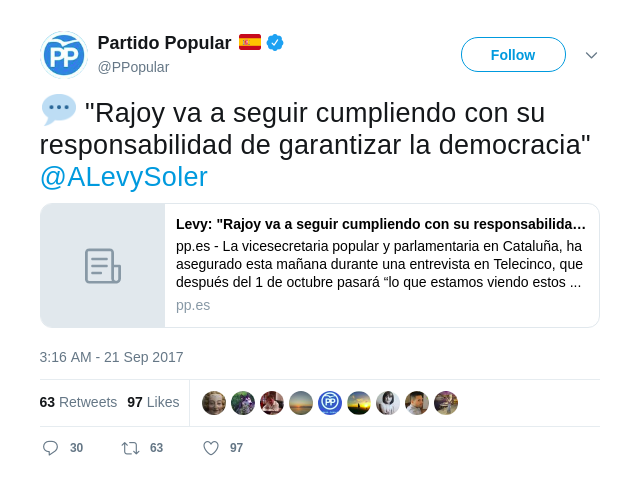 Partido Popular
@PPopular
Follow
"Rajoy va a seguir cumpliendo con su
responsabilidad de garantizar la democracia"
@ALevySoler
Levy: "Rajoy va a seguir cumpliendo con su responsabilida…
pp.es - La vicesecretaria popular y parlamentaria en Cataluña, ha
asegurado esta mañana durante una entrevista en Telecinco, que
después del 1 de octubre pasará “lo que estamos viendo estos ...
pp.es
3:16 AM - 21 Sep 2017
63 Retweets 97 Likes
30 63 97